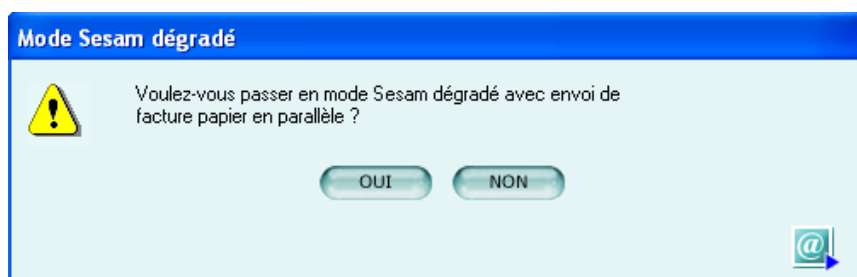 Mode Sesam dégradé
Voulez-vous passer en mode Sesam dégradé avec envoi de
facture papier en parallèle ?
OUI NON
@